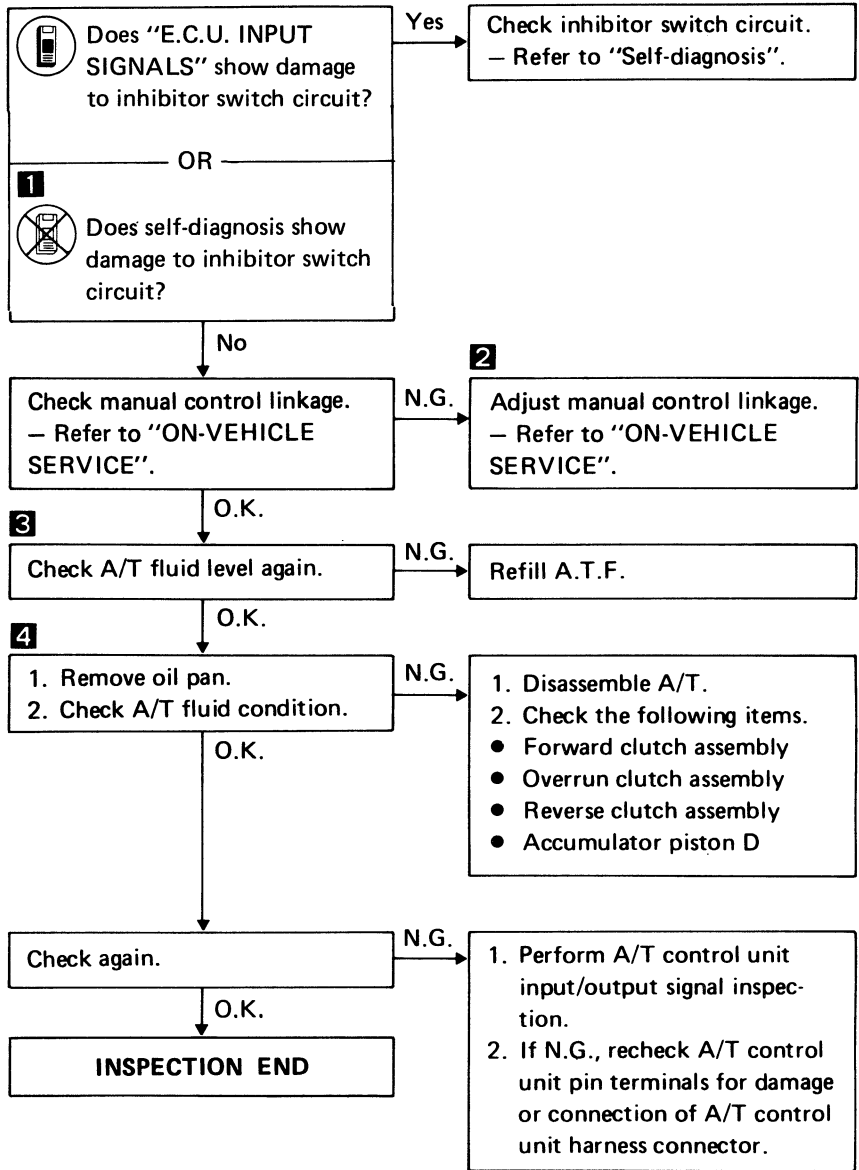 Does "E.C.U. INPUT
SIGNALS" show damage
to inhibitor switch circuit?
Yes
Check inhibitor switch circuit.
— Refer to "Self-diagnosis".
OR
1
Does self-diagnosis show
damage to inhibitor switch
circuit?
No
Check manual control linkage.
— Refer to "ON-VEHICLE
SERVICE".
N.G.
2
Adjust manual control linkage.
— Refer to "ON-VEHICLE
SERVICE".
O.K.
3
Check A/T fluid level again.
N.G.
Refill A.T.F.
O.K.
4
1. Remove oil pan.
2. Check A/T fluid condition.
N.G.
1. Disassemble A/T.
2. Check the following items.
● Forward clutch assembly
● Overrun clutch assembly
● Reverse clutch assembly
● Accumulator piston D
O.K.
Check again.
N.G.
1. Perform A/T control unit
input/output signal inspec-
tion.
2. If N.G., recheck A/T control
unit pin terminals for damage
or connection of A/T control
unit harness connector.
O.K.
INSPECTION END